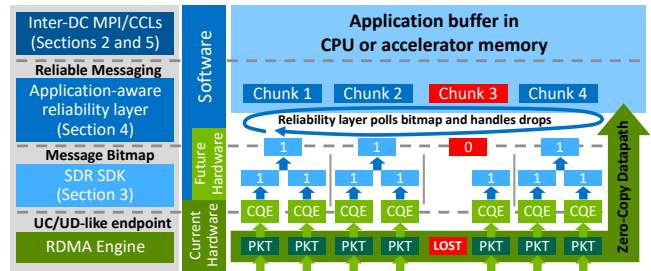 Inter-DC MPI/CCLs
(Sections 2 and 5)
Reliable Messaging
Application-aware
reliability layer
(Section 4)
Message Bitmap
SDR SDK
(Section 3)
UC/UD-like endpoint
RDMA Engine
Software
Future
Hardware
Current
Hardware
Application buffer in
CPU or accelerator memory
Chunk 1 Chunk 2 Chunk 3 Chunk 4
Reliability layer polls bitmap and handles drops
1 1 0 1
1 1 1 1 1 1 1
CQE CQE CQE CQE CQE CQE CQE
PKT PKT PKT PKT LOST PKT PKT PKT
Zero-Copy Datapath